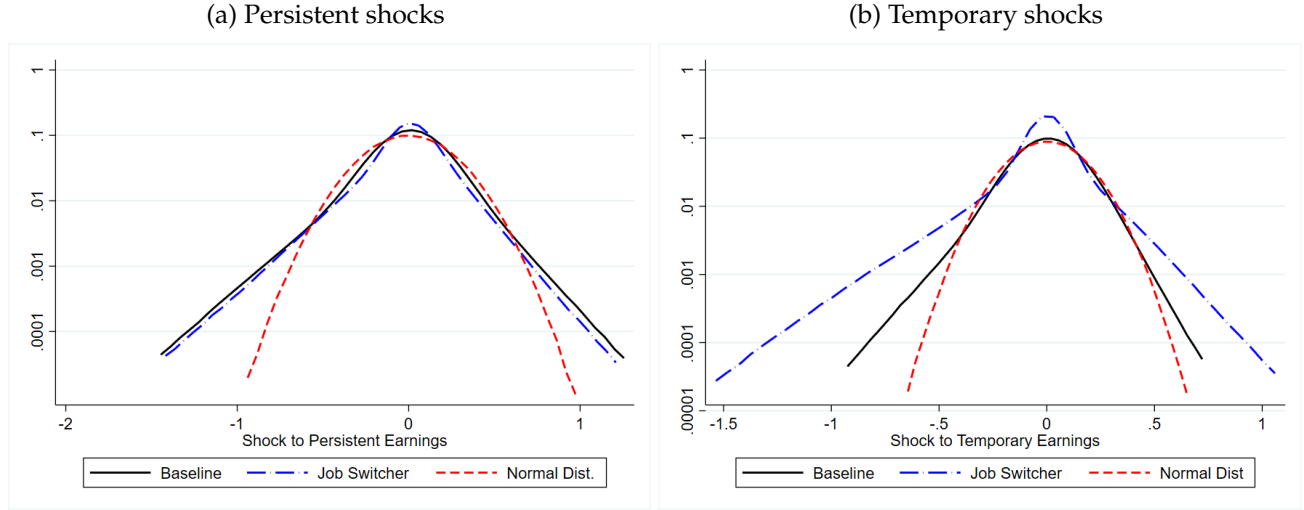 (a) Persistent shocks
1
.1
.01
.001
.0001
-2
-1
0
1
Shock to Persistent Earnings
Baseline
Job Switcher
Normal Dist.
(b) Temporary shocks
1
.1
.01
.001
.0001
.00001
-1.5
-1
-.5
0
.5
1
Shock to Temporary Earnings
Baseline
Job Switcher
Normal Dist